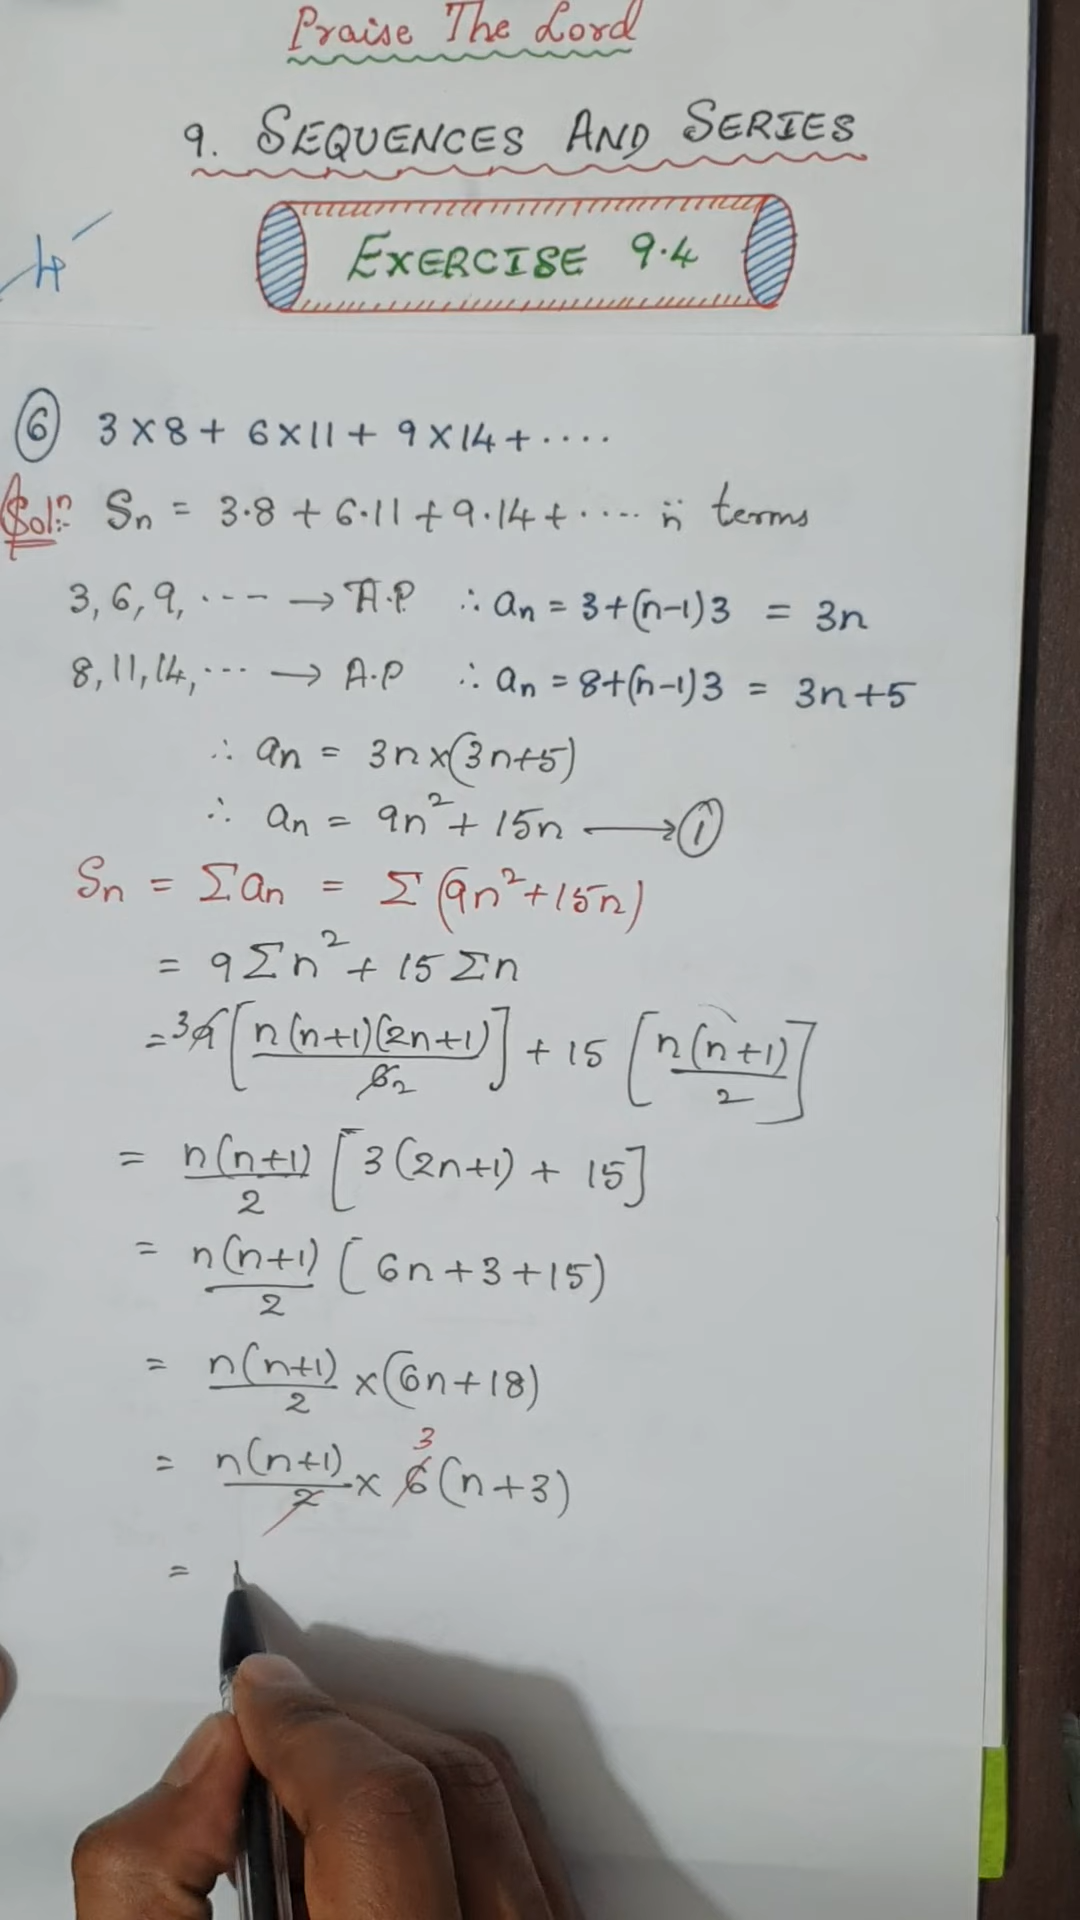 Praise The Lord
9. SEQUENCES AND SERIES
EXERCISE 9.4
6 3×8 + 6×11 + 9×14 + ....
Sol:- Sn = 3·8 + 6·11 + 9·14 + ···· n terms
3, 6, 9, ---- → A.P ∴ an = 3+(n-1)3 = 3n
8, 11, 14, --- → A.P ∴ an = 8+(n-1)3 = 3n+5
∴ an = 3n×(3n+5)
∴ an = 9n² + 15n → 1
Sn = Σan = Σ(9n²+15n)
= 9Σn² + 15Σn
= 3 9[n(n+1)(2n+1)/6 2] + 15[n(n+1)/2]
= n(n+1)/2 [3(2n+1) + 15]
= n(n+1)/2 [6n+3+15)
= n(n+1)/2 ×(6n+18)
= n(n+1)/2 × 6 3 (n+3)
=